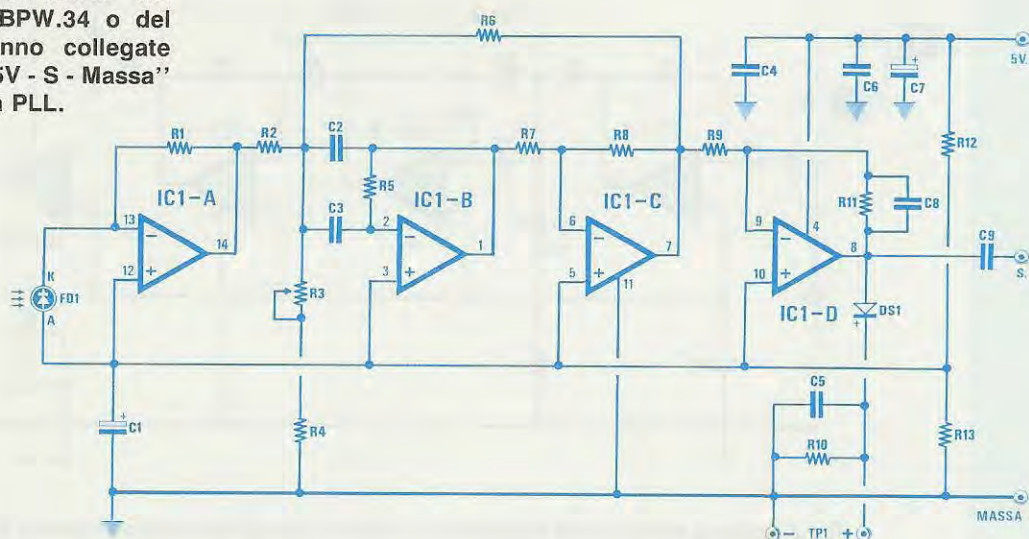 BPW.34 o del
nno collegate
5V - S - Massa"
a PLL.
R6
C4
C6
+
C7
5V.
R1
R2
C2
R7
R8
R9
R12
IC1-A
R5
IC1-B
IC1-C
R11
C8
C3
C9
13
-
12
+
14
2
-
3
+
1
6
-
5
+
7
11
9
-
10
+
4
8
S.
K
FD1
A
R3
IC1-D
DS1
+
+
C1
R4
C5
R10
R13
MASSA
- TP1 +